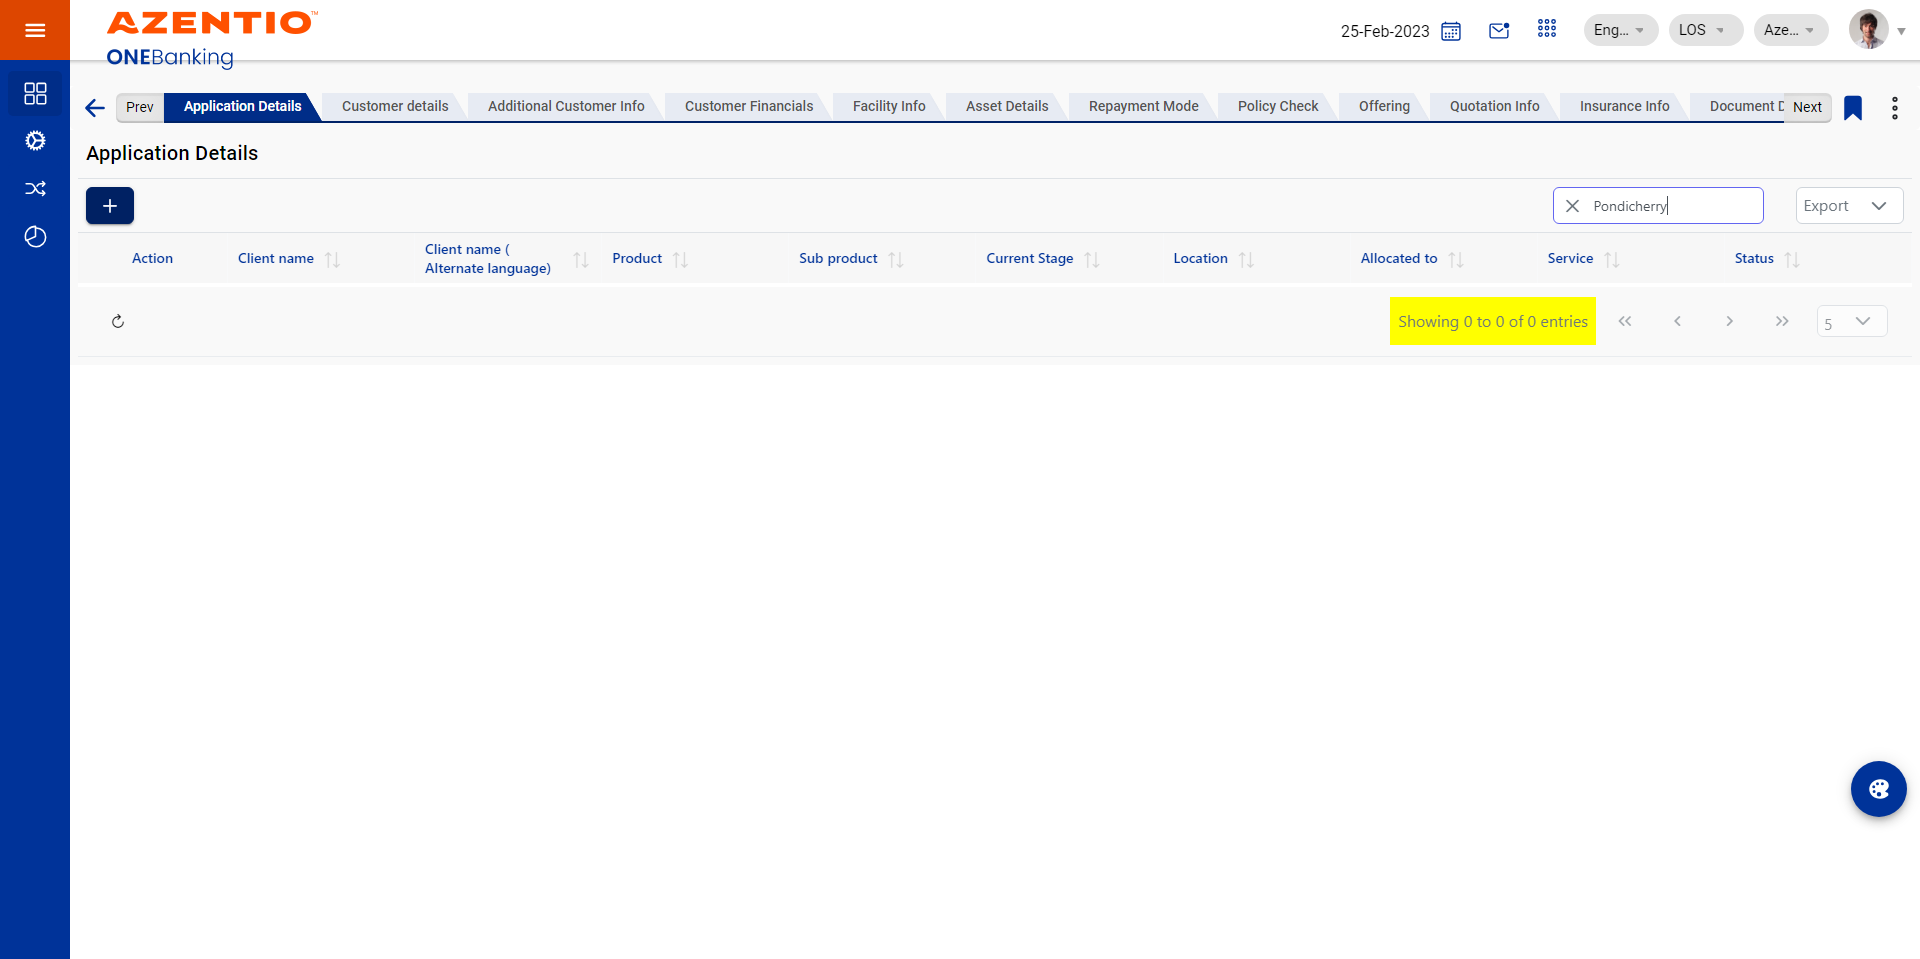 AZENTIO™
ONEBanking
25-Feb-2023
Eng...
LOS
Aze...
Prev
Application Details
Customer details
Additional Customer Info
Customer Financials
Facility Info
Asset Details
Repayment Mode
Policy Check
Offering
Quotation Info
Insurance Info
Document D
Next
Application Details
+
Pondicherry
Export
Action
Client name
Client name (
Alternate language)
Product
Sub product
Current Stage
Location
Allocated to
Service
Status
Showing 0 to 0 of 0 entries
5